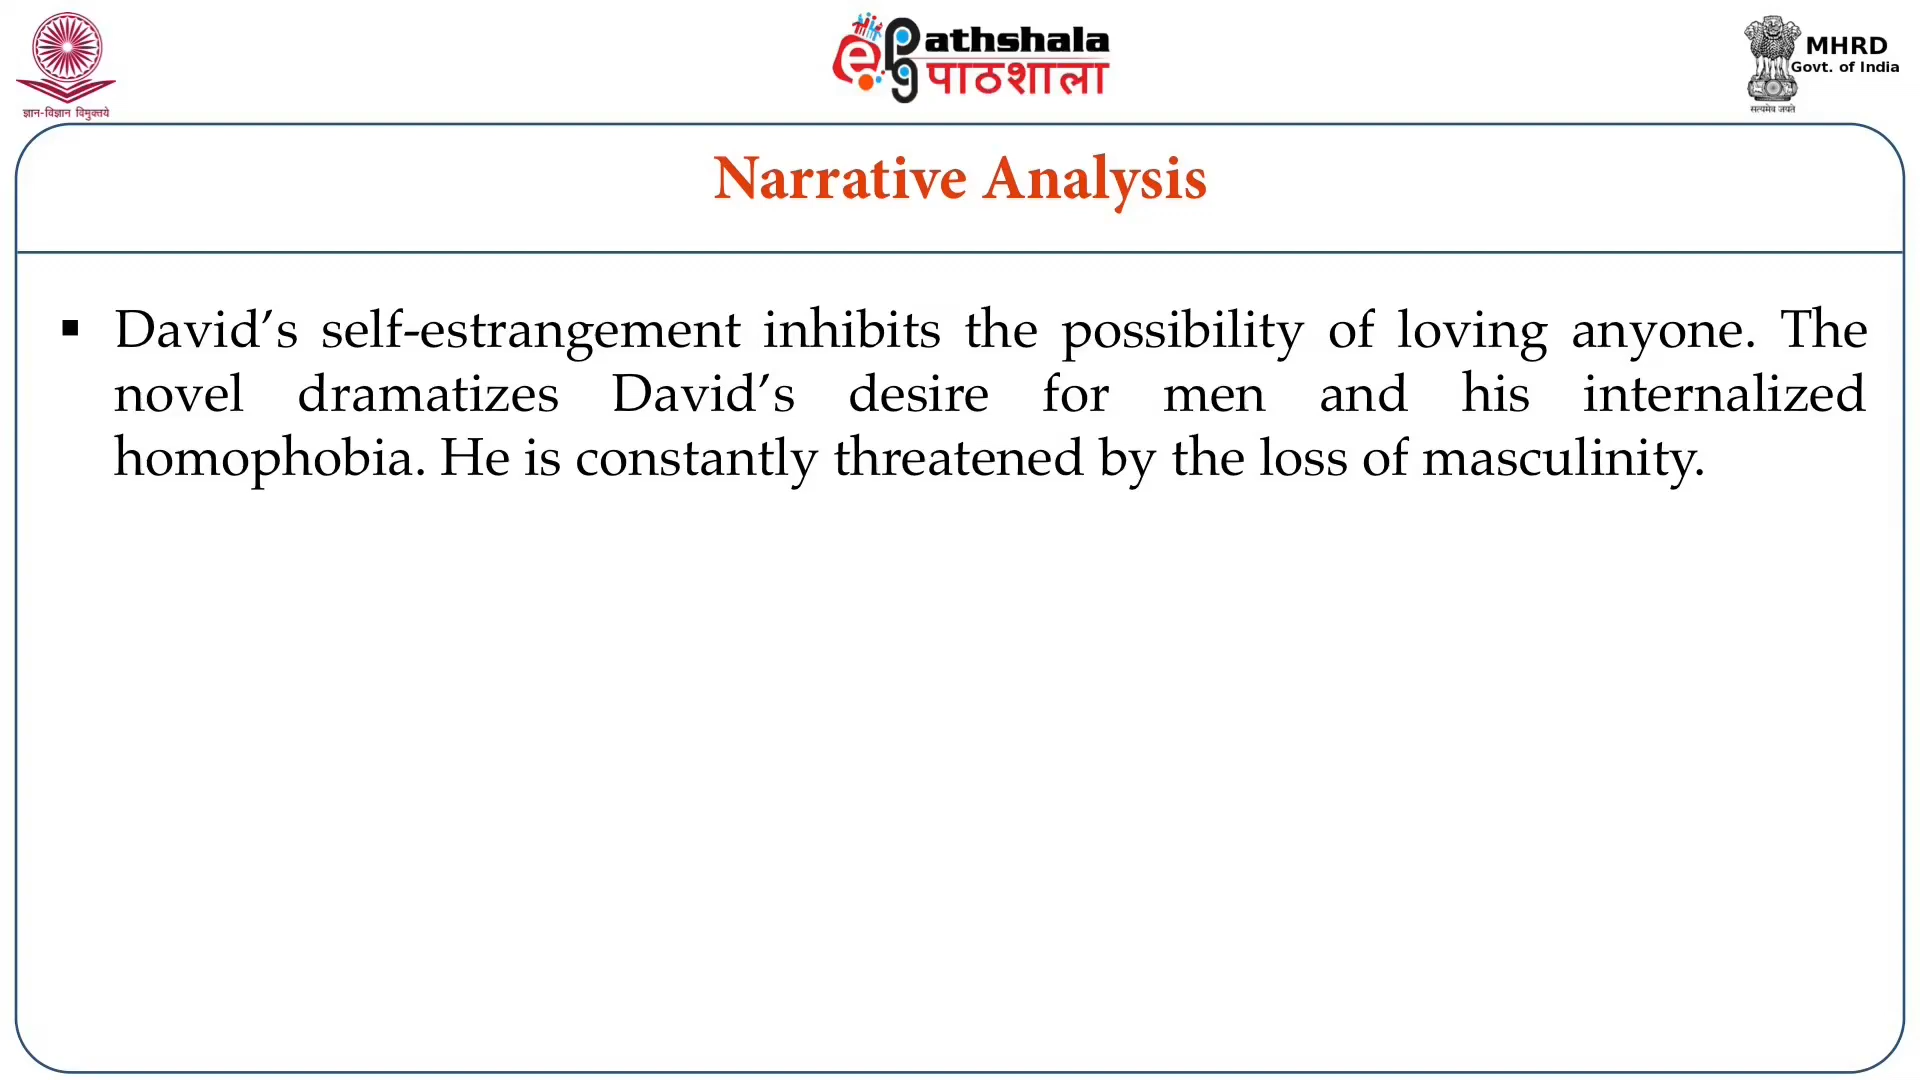 ज्ञान-विज्ञान विमुक्तये
ePathshala
पाठशाला
MHRD
Govt. of India
सत्यमेव जयते
Narrative Analysis
▪ David’s self-estrangement inhibits the possibility of loving anyone. The
novel dramatizes David’s desire for men and his internalized
homophobia. He is constantly threatened by the loss of masculinity.